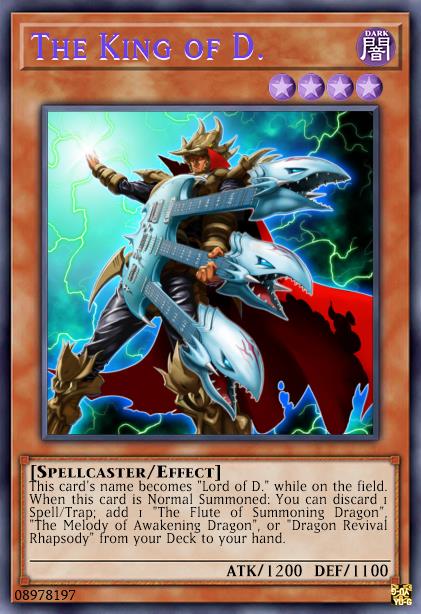 The King of D.
DARK
闇
[Spellcaster/Effect]
This card's name becomes "Lord of D." while on the field.
When this card is Normal Summoned: You can discard 1
Spell/Trap; add 1 "The Flute of Summoning Dragon",
"The Melody of Awakening Dragon", or "Dragon Revival
Rhapsody" from your Deck to your hand.
ATK/1200 DEF/1100
08978197